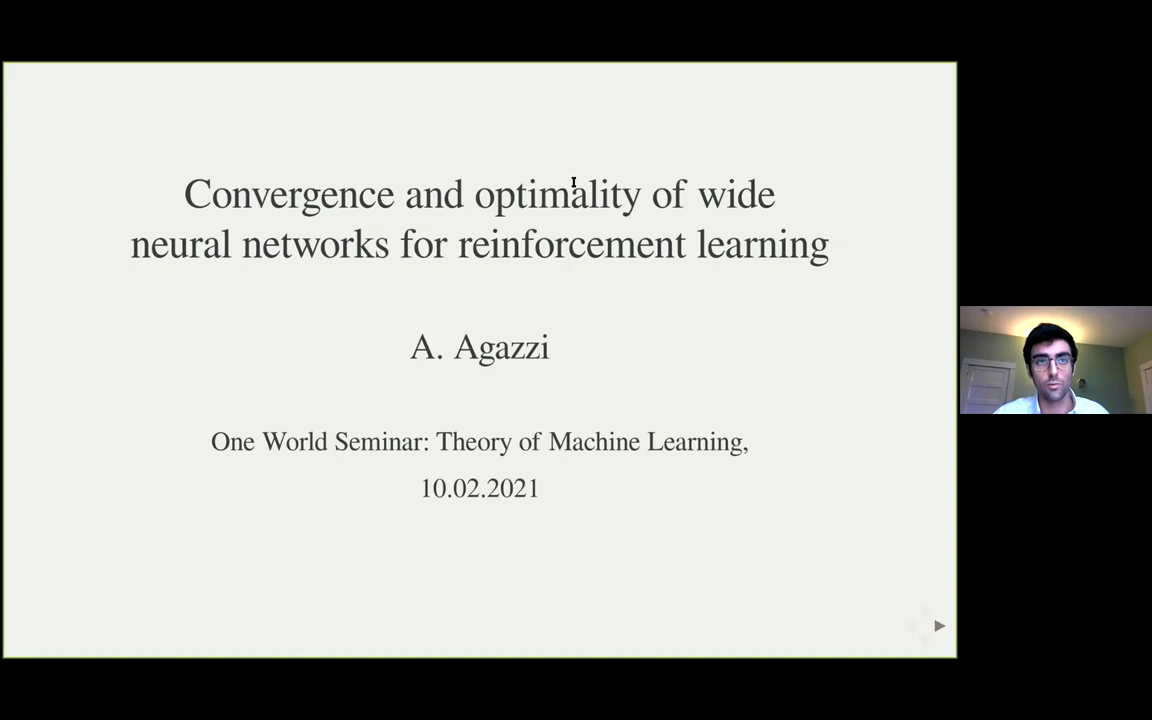 Convergence and optimality of wide
neural networks for reinforcement learning
A. Agazzi
One World Seminar: Theory of Machine Learning,
10.02.2021